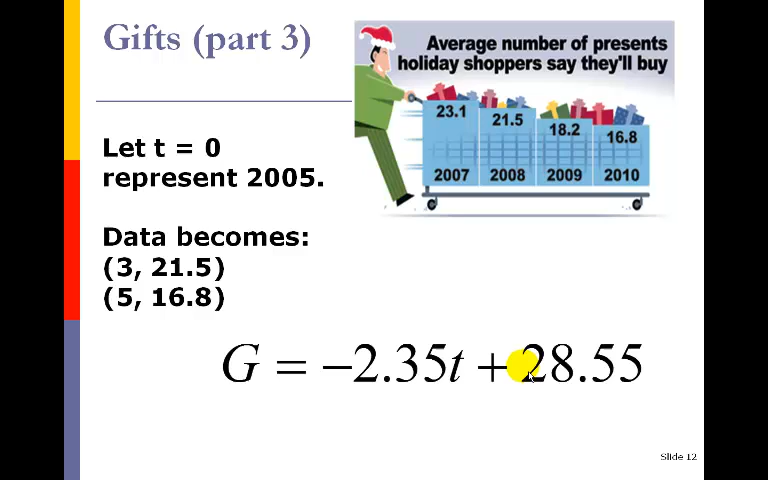 Gifts (part 3)
Average number of presents
holiday shoppers say they'll buy
23.1
21.5
18.2
16.8
2007
2008
2009
2010
Let t = 0
represent 2005.
Data becomes:
(3, 21.5)
(5, 16.8)
G = −2.35t + 28.55
Slide 12